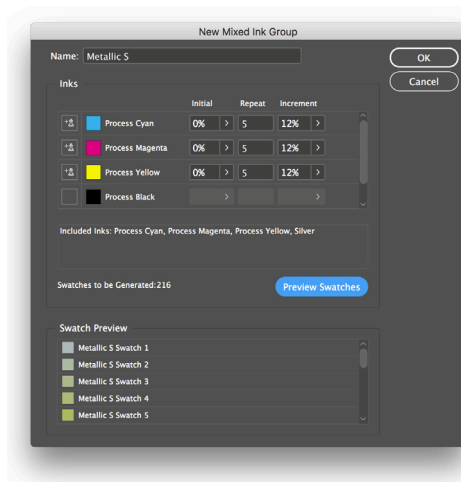 New Mixed Ink Group
Name: Metallic S
OK
Cancel
Inks
Initial Repeat Increment
Process Cyan 0% 5 12%
Process Magenta 0% 5 12%
Process Yellow 0% 5 12%
Process Black
Included Inks: Process Cyan, Process Magenta, Process Yellow, Silver
Swatches to be Generated:216
Preview Swatches
Swatch Preview
Metallic S Swatch 1
Metallic S Swatch 2
Metallic S Swatch 3
Metallic S Swatch 4
Metallic S Swatch 5